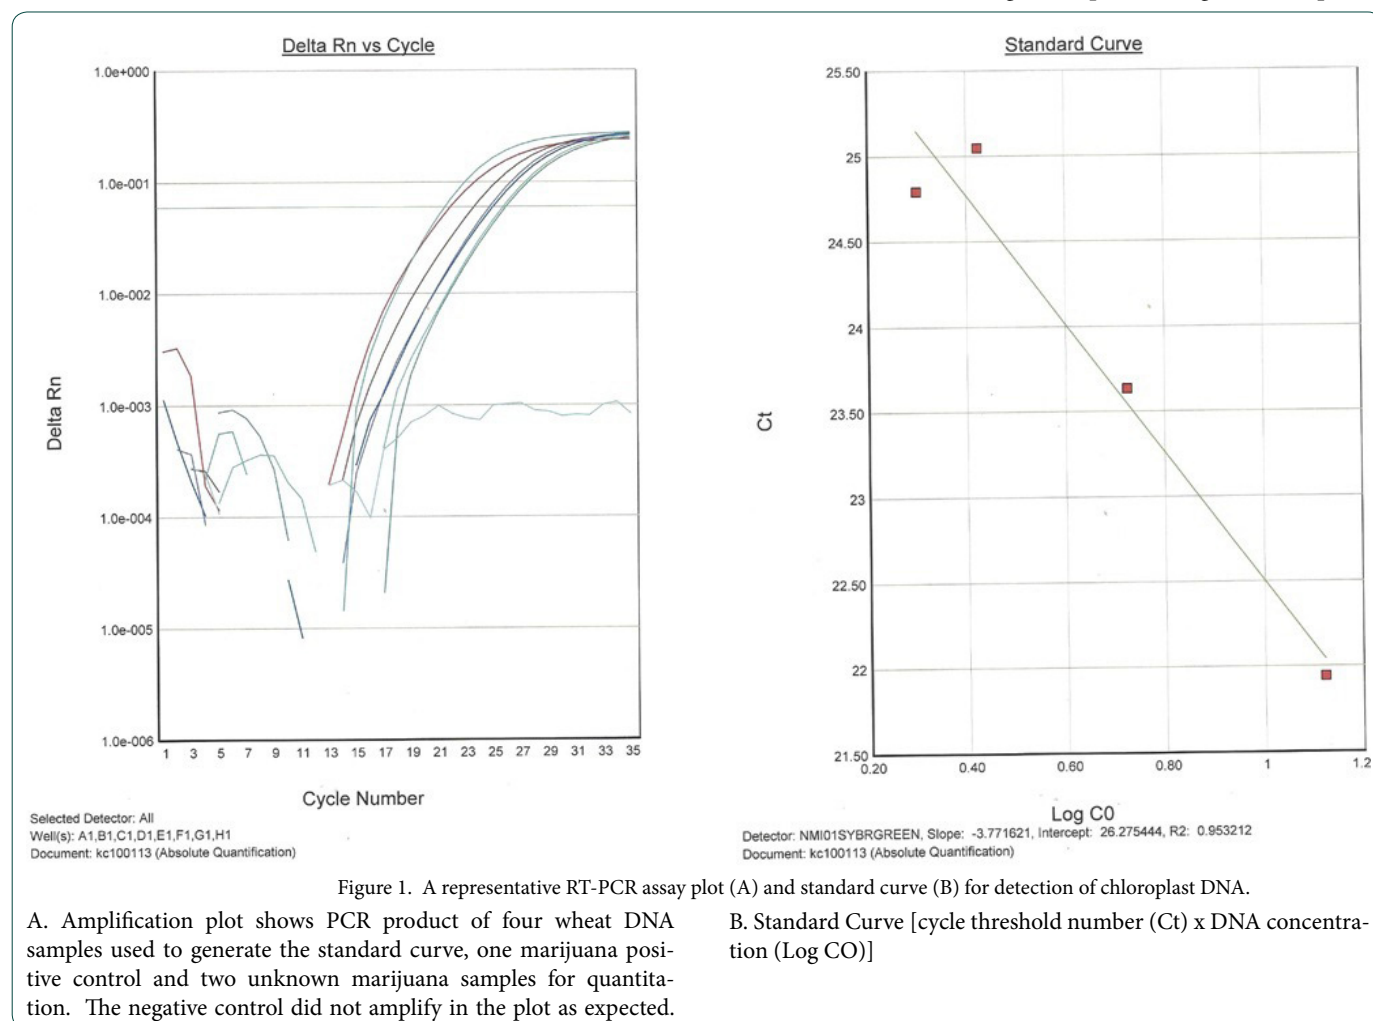 Delta Rn vs Cycle
1.0e+000
1.0e-001
1.0e-002
1.0e-003
1.0e-004
1.0e-005
1.0e-006
Delta Rn
1 3 5 7 9 11 13 15 17 19 21 23 25 27 29 31 33 35
Cycle Number
Selected Detector: All
Well(s): A1,B1,C1,D1,E1,F1,G1,H1
Document: kc100113 (Absolute Quantification)
Standard Curve
25.50
25
24.50
24
23.50
23
22.50
22
21.50
Ct
0.20 0.40 0.60 0.80 1 1.2
Log C0
Detector: NMI01SYBRGREEN, Slope: -3.771621, Intercept: 26.275444, R2: 0.953212
Document: kc100113 (Absolute Quantification)
Figure 1. A representative RT-PCR assay plot (A) and standard curve (B) for detection of chloroplast DNA.
A. Amplification plot shows PCR product of four wheat DNA
samples used to generate the standard curve, one marijuana posi-
tive control and two unknown marijuana samples for quantita-
tion. The negative control did not amplify in the plot as expected.
B. Standard Curve [cycle threshold number (Ct) x DNA concentra-
tion (Log CO)]